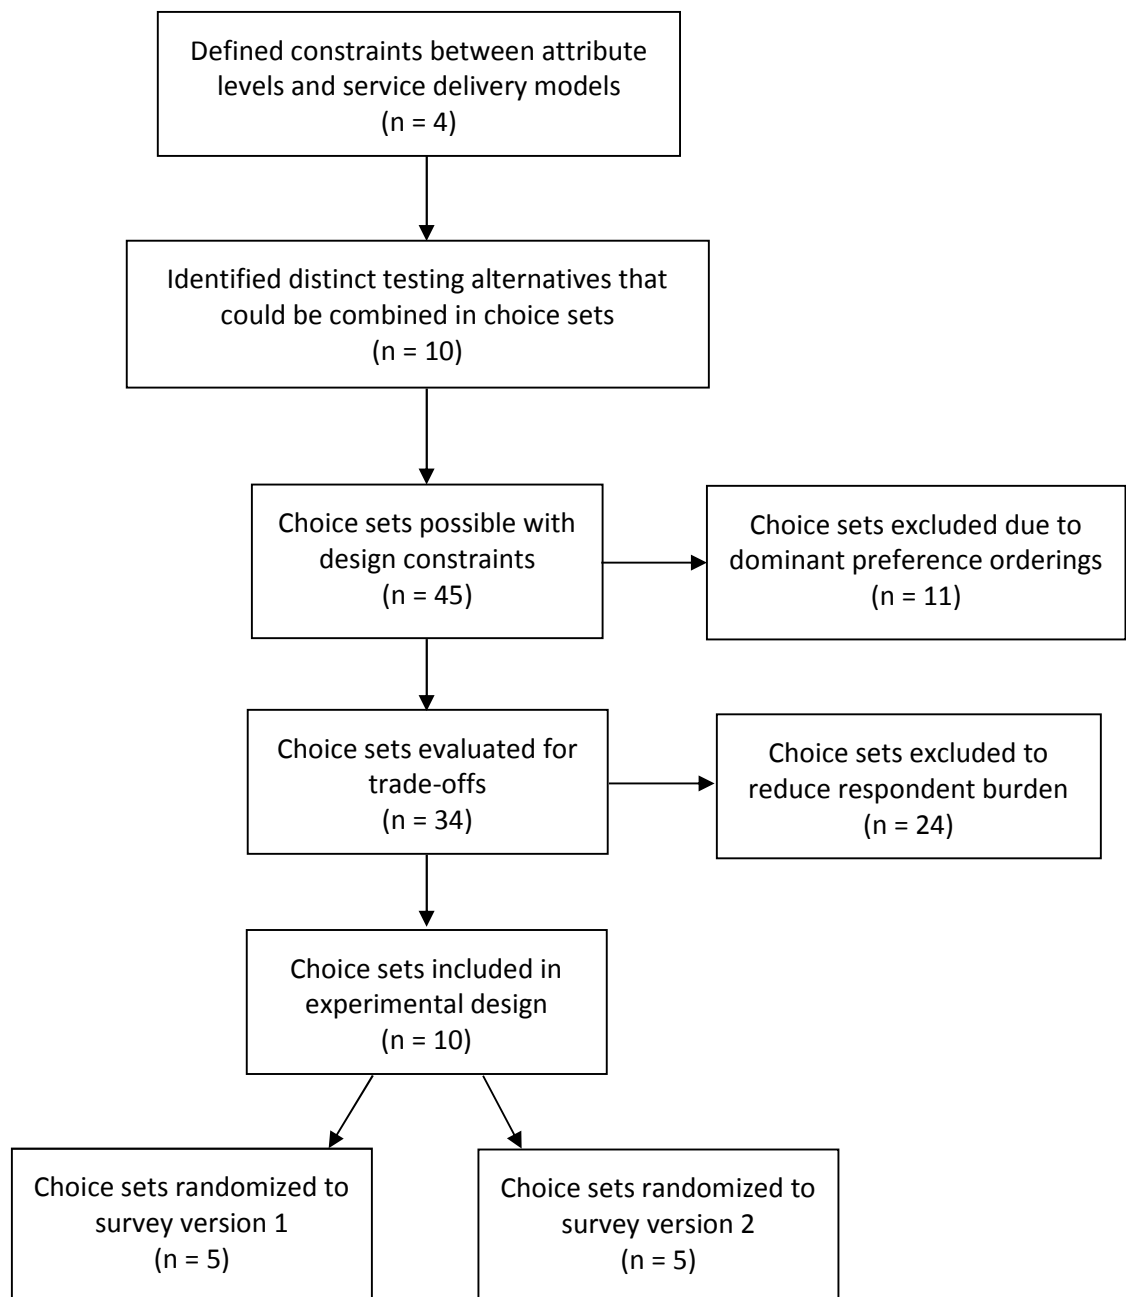 Defined constraints between attribute
levels and service delivery models
(n = 4)
Identified distinct testing alternatives that
could be combined in choice sets
(n = 10)
Choice sets possible with
design constraints
(n = 45)
Choice sets excluded due to
dominant preference orderings
(n = 11)
Choice sets evaluated for
trade-offs
(n = 34)
Choice sets excluded to
reduce respondent burden
(n = 24)
Choice sets included in
experimental design
(n = 10)
Choice sets randomized to
survey version 1
(n = 5)
Choice sets randomized to
survey version 2
(n = 5)